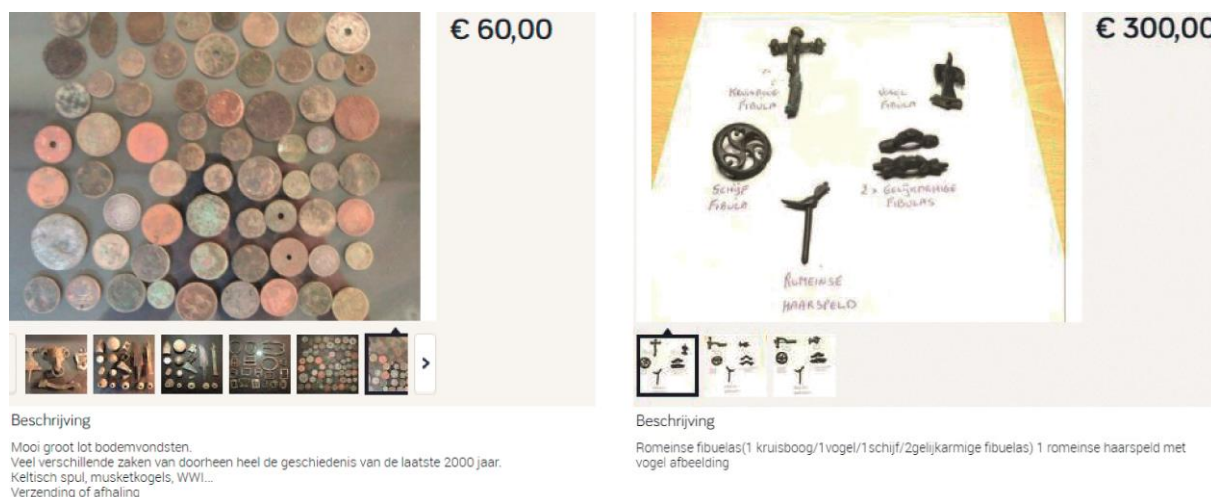 € 60,00
Beschrijving
Mooi groot lot bodemvondsten.
Veel verschillende zaken van doorheen heel de geschiedenis van de laatste 2000 jaar.
Keltisch spul, musketkogels, WWI...
Verzending of afhaling
€ 300,00
KRUISBOOG
FIBULA
VOGEL
FIBULA
SCHIJF
FIBULA
2 x GELIJKARMIGE
FIBULAS
ROMEINSE
HAARSPELD
Beschrijving
Romeinse fibuelas(1 kruisboog/1vogel/1schijf/2gelijkarmige fibuelas) 1 romeinse haarspeld met
vogel afbeelding